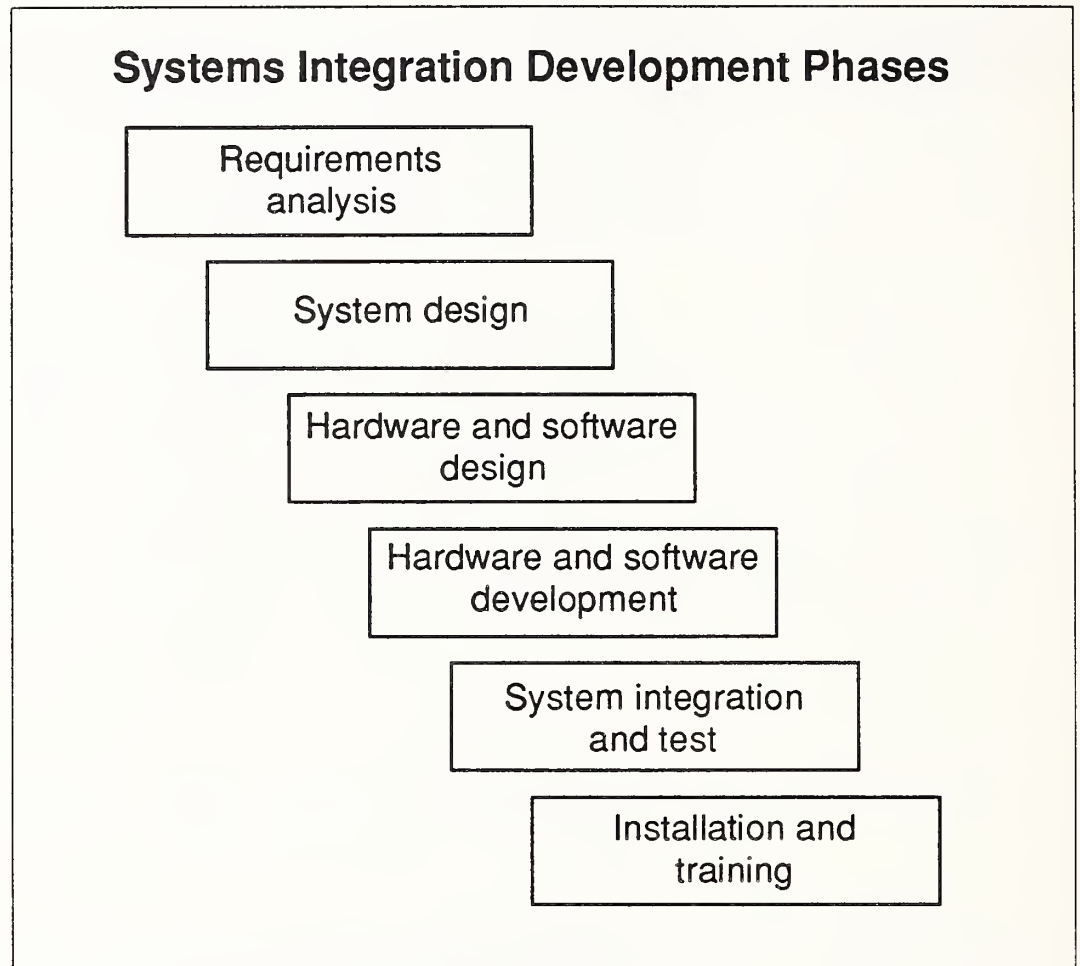 Systems Integration Development Phases
Requirements
analysis
System design
Hardware and software
design
Hardware and software
development
System integration
and test
Installation and
training